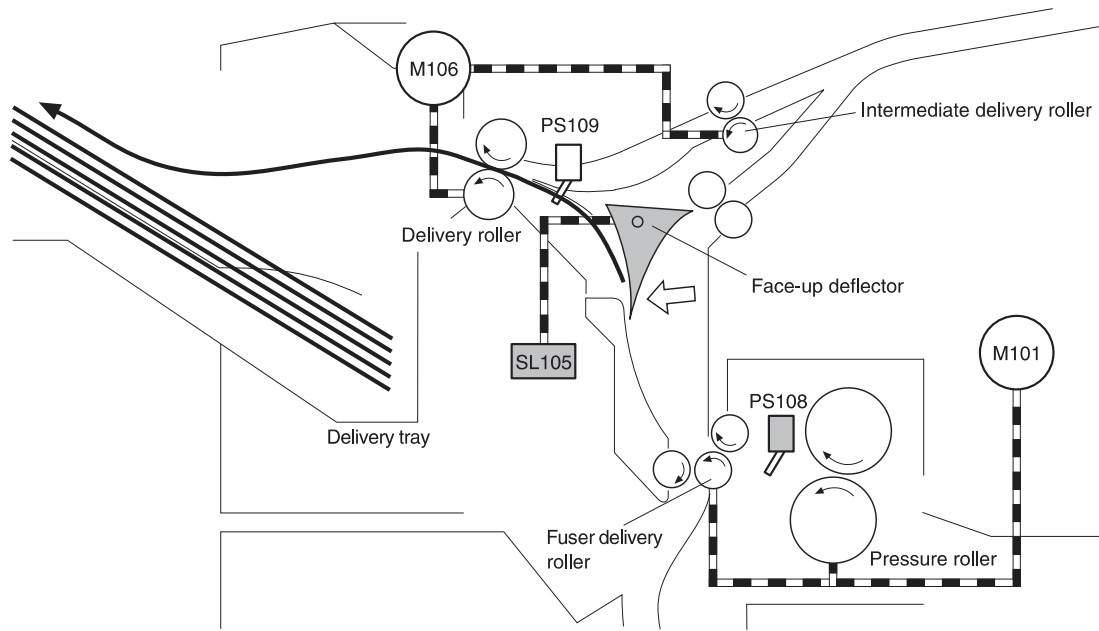 M106
PS109
Intermediate delivery roller
Delivery roller
Face-up deflector
SL105
M101
PS108
Delivery tray
Fuser delivery
roller
Pressure roller